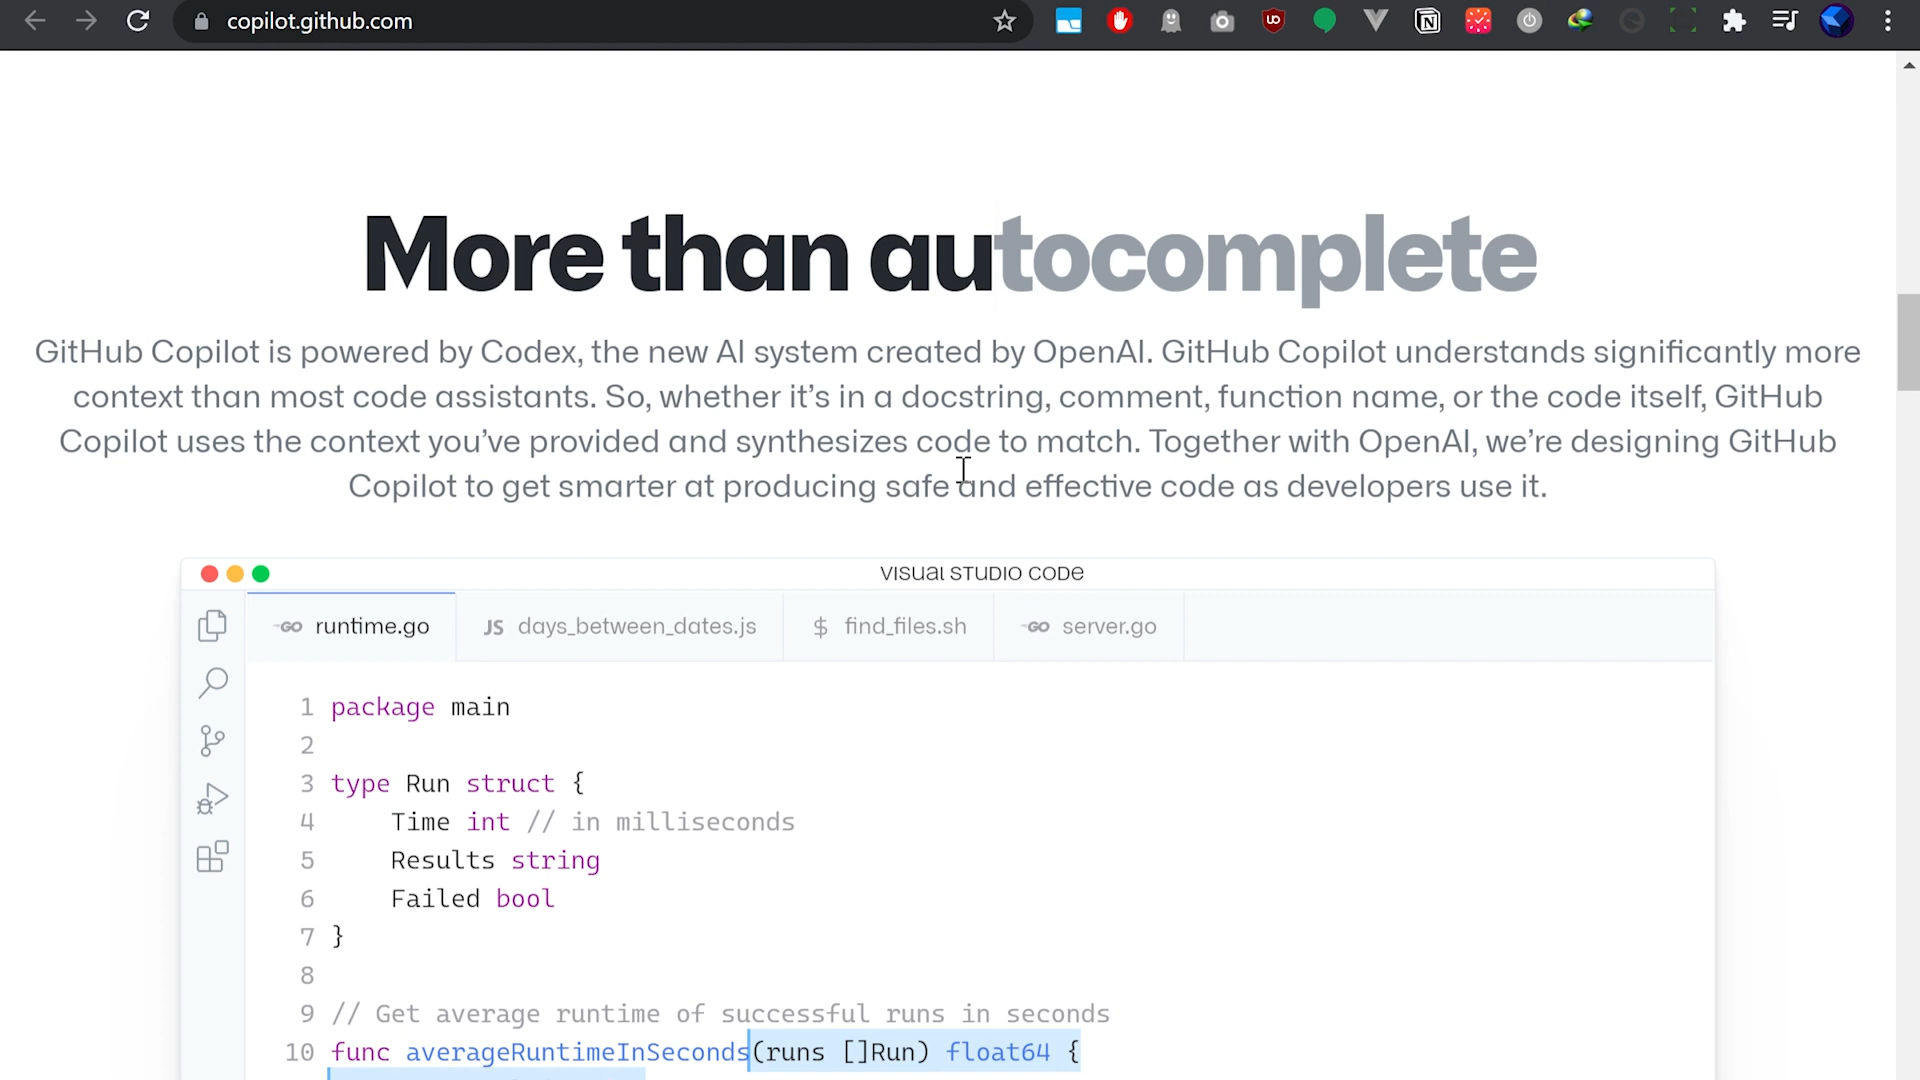 copilot.github.com
More than autocomplete
GitHub Copilot is powered by Codex, the new AI system created by OpenAI. GitHub Copilot understands significantly more
context than most code assistants. So, whether it’s in a docstring, comment, function name, or the code itself, GitHub
Copilot uses the context you’ve provided and synthesizes code to match. Together with OpenAI, we’re designing GitHub
Copilot to get smarter at producing safe and effective code as developers use it.
VISUAL STUDIO CODE
GO runtime.go JS days_between_dates.js $ find_files.sh GO server.go
1 package main
2
3 type Run struct {
4 Time int // in milliseconds
5 Results string
6 Failed bool
7 }
8
9 // Get average runtime of successful runs in seconds
10 func averageRuntimeInSeconds(runs []Run) float64 {